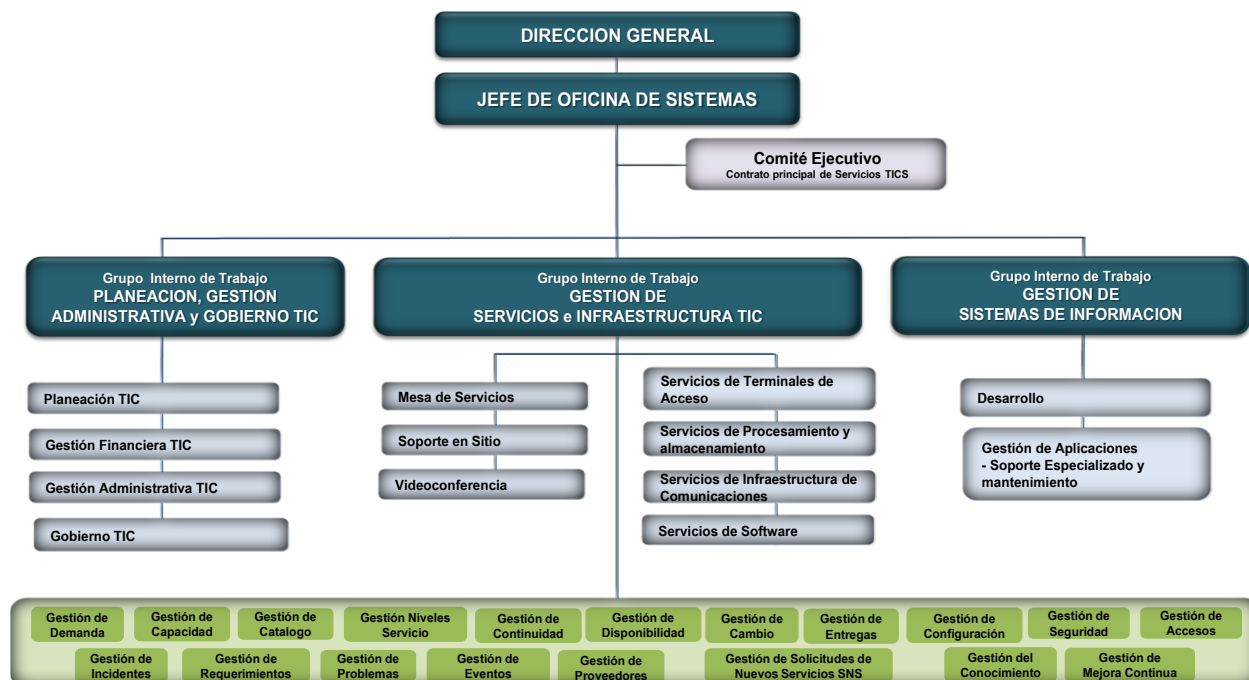 DIRECCION GENERAL
JEFE DE OFICINA DE SISTEMAS
Comité Ejecutivo
Contrato principal de Servicios TICS
Grupo Interno de Trabajo
PLANEACION, GESTION
ADMINISTRATIVA y GOBIERNO TIC
Grupo Interno de Trabajo
GESTION DE
SERVICIOS e INFRAESTRUCTURA TIC
Grupo Interno de Trabajo
GESTION DE
SISTEMAS DE INFORMACION
Planeación TIC
Gestión Financiera TIC
Gestión Administrativa TIC
Gobierno TIC
Mesa de Servicios
Soporte en Sitio
Videoconferencia
Servicios de Terminales de
Acceso
Servicios de Procesamiento y
almacenamiento
Servicios de Infraestructura de
Comunicaciones
Servicios de Software
Desarrollo
Gestión de Aplicaciones
- Soporte Especializado y
mantenimiento
Gestión de
Demanda
Gestión de
Capacidad
Gestión de
Catalogo
Gestión Niveles
Servicio
Gestión de
Continuidad
Gestión de
Disponibilidad
Gestión de
Cambio
Gestión de
Entregas
Gestión de
Configuración
Gestión de
Seguridad
Gestión de
Accesos
Gestión de
Incidentes
Gestión de
Requerimientos
Gestión de
Problemas
Gestión de
Eventos
Gestión de
Proveedores
Gestión de Solicitudes de
Nuevos Servicios SNS
Gestión del
Conocimiento
Gestión de
Mejora Continua